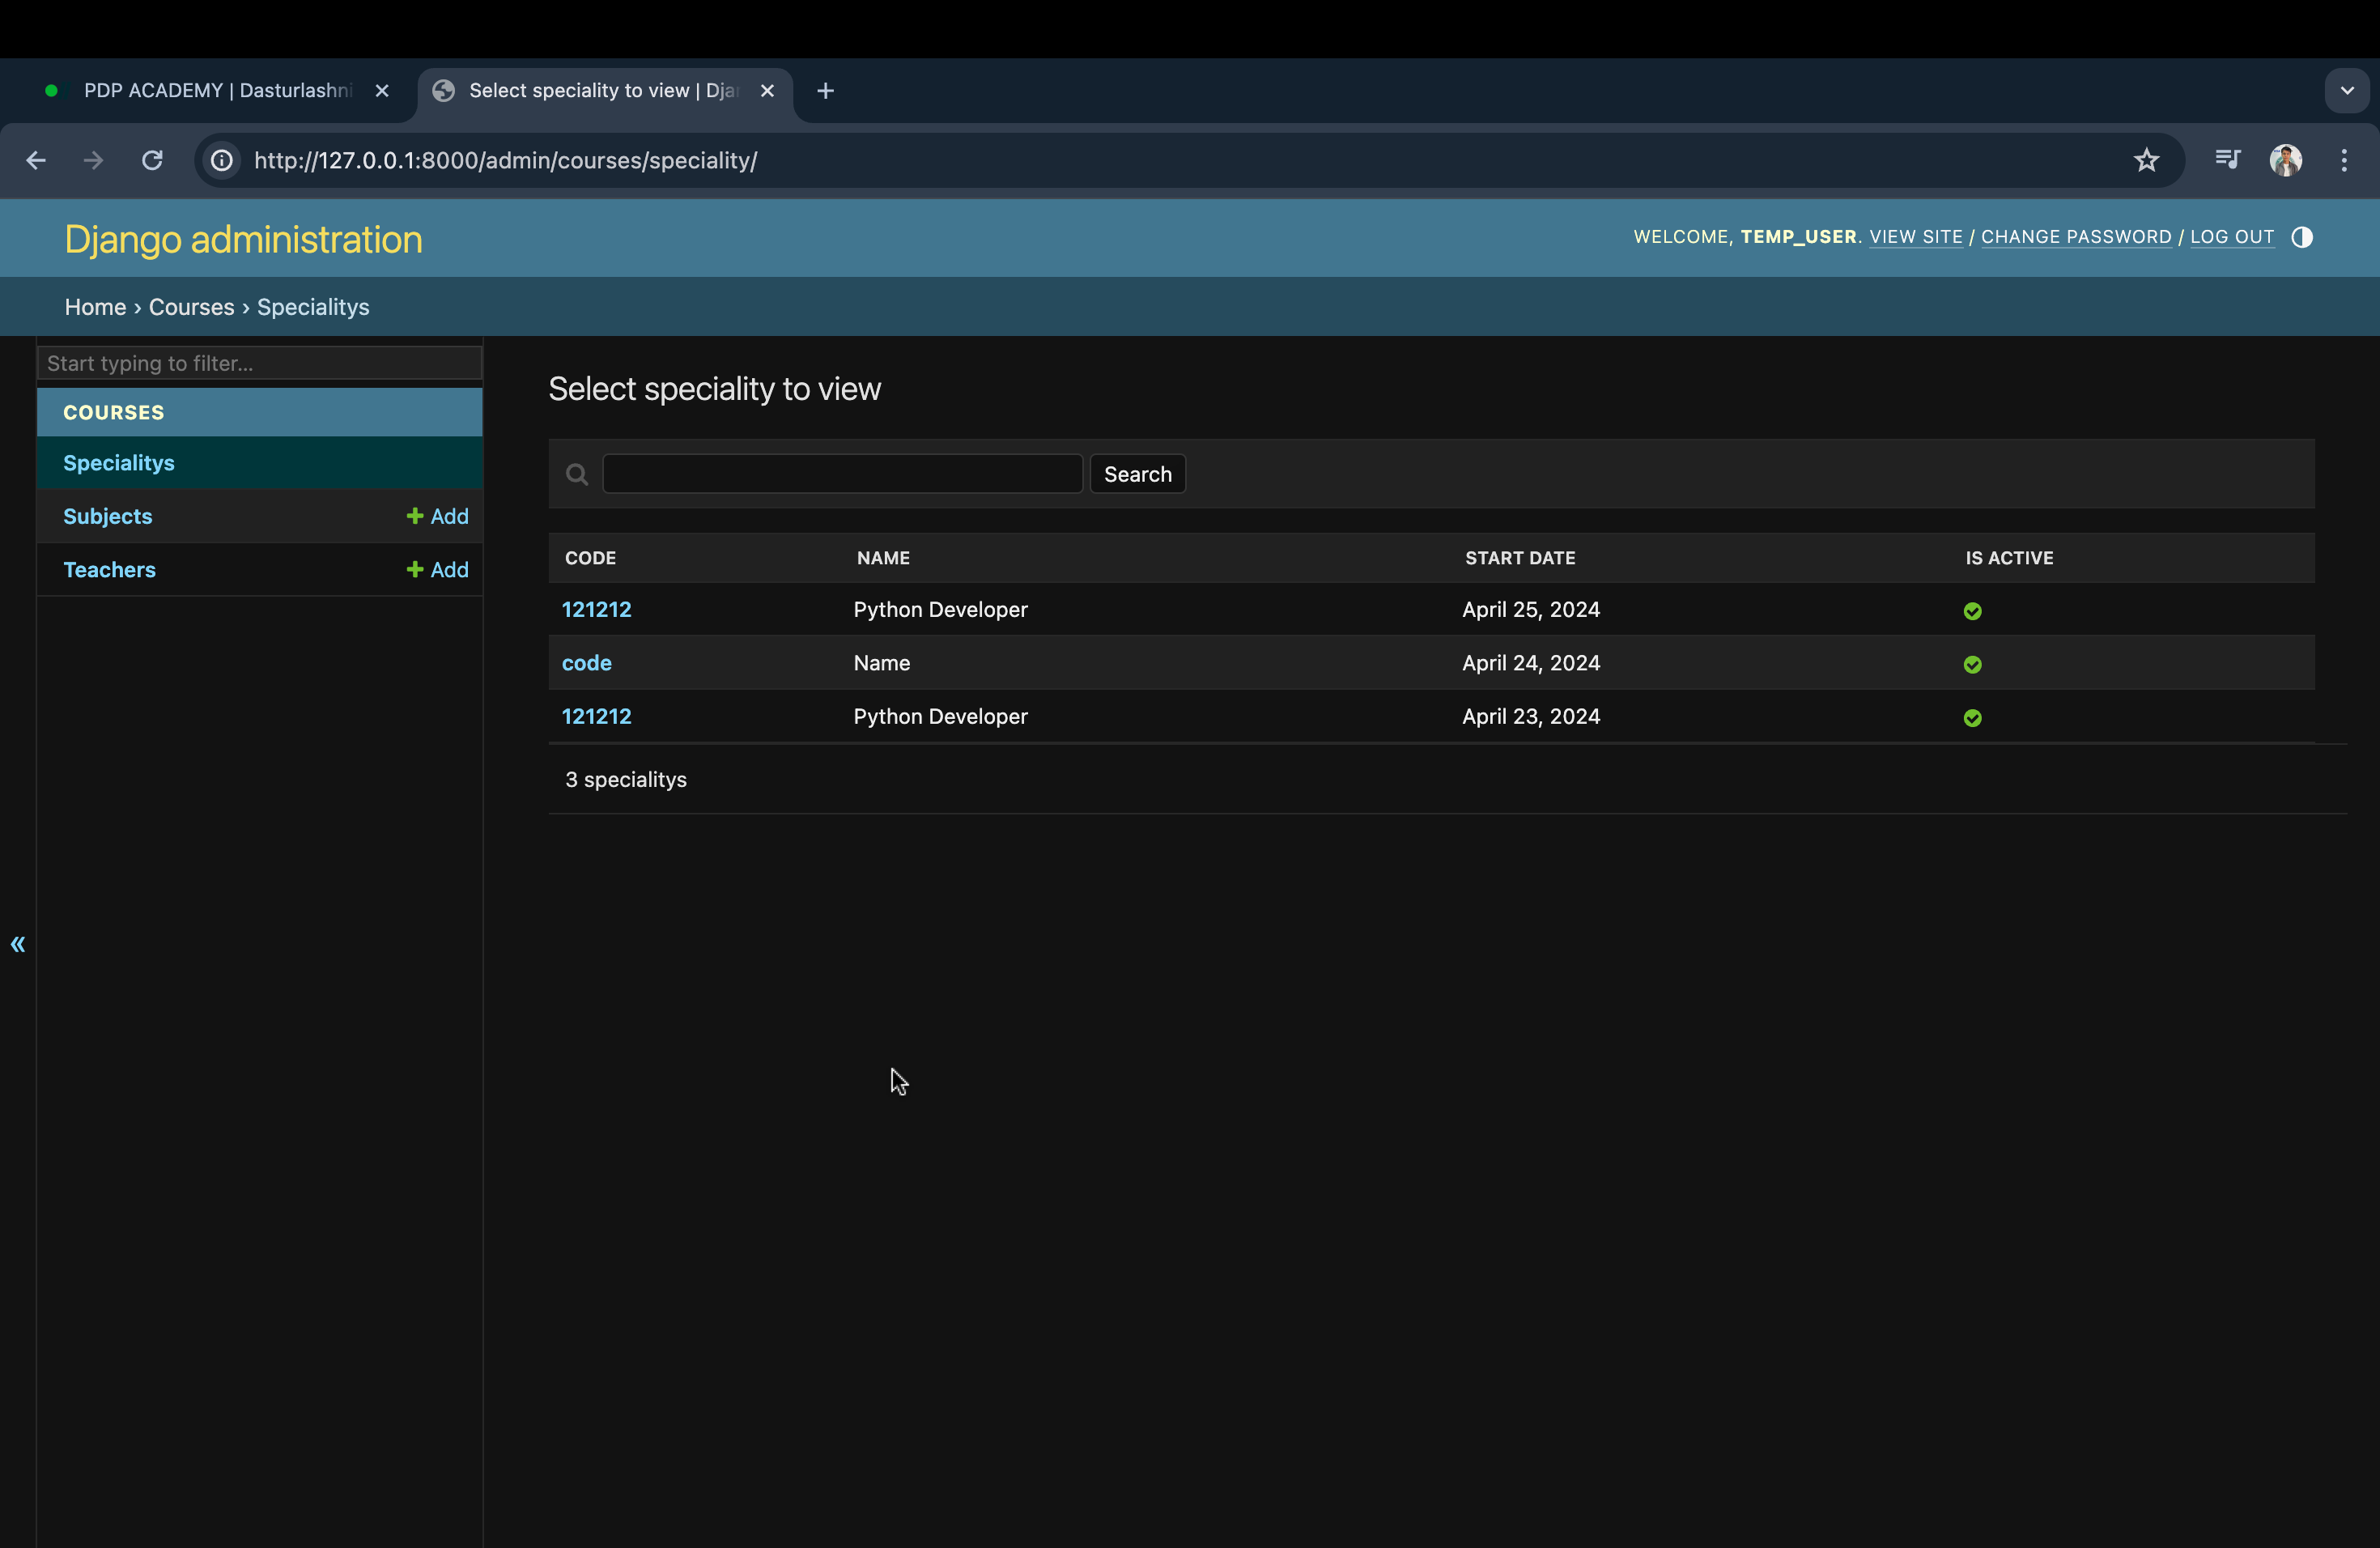 PDP ACADEMY | Dasturlashni
Select speciality to view | Djan
http://127.0.0.1:8000/admin/courses/speciality/
Django administration
WELCOME, TEMP_USER. VIEW SITE / CHANGE PASSWORD / LOG OUT
Home › Courses › Specialitys
Start typing to filter...
COURSES
Specialitys
Subjects + Add
Teachers + Add
Select speciality to view
Search
CODE NAME START DATE IS ACTIVE
121212 Python Developer April 25, 2024
code Name April 24, 2024
121212 Python Developer April 23, 2024
3 specialitys
«